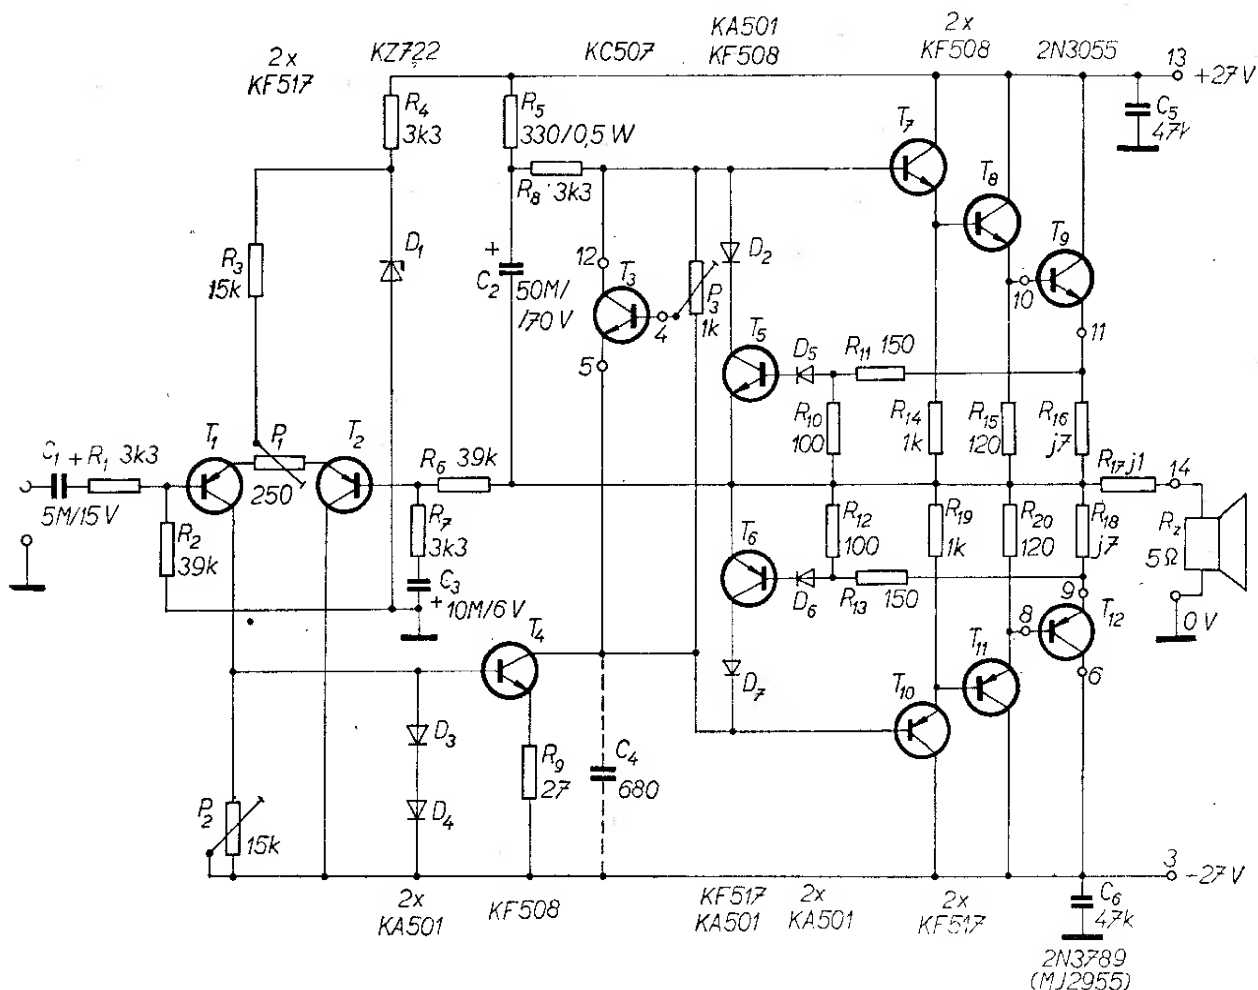 2x
KF517
KZ722
KC507
KA501
KF508
2x
KF508
2N3055
13
+27V
R4
3k3
R5
330/0,5 W
C5
47k
T7
R8 3k3
T8
R3
15k
D1
+
C2
50M/
/70 V
12
T3
4
5
P3
1k
D2
T9
10
11
T5
D5
R11 150
R10
100
R14
1k
R15
120
R16
j7
C1 + R1 3k3
5M/15V
T1
P1
250
T2
R6 39k
R17 j1
14
R2
39k
R7
3k3
C3
+ 10M/6V
T6
R12
100
D6
R13 150
R19
1k
R20
120
R18
j7
Rz
5Ω
0V
9
8
T12
6
T4
T11
T10
D7
D3
D4
R9
27
C4
680
P2
15k
3
-27V
2x
KA501
KF508
KF517
KA501
2x
KA501
2x
KF517
C6
47k
2N3789
(MJ2955)